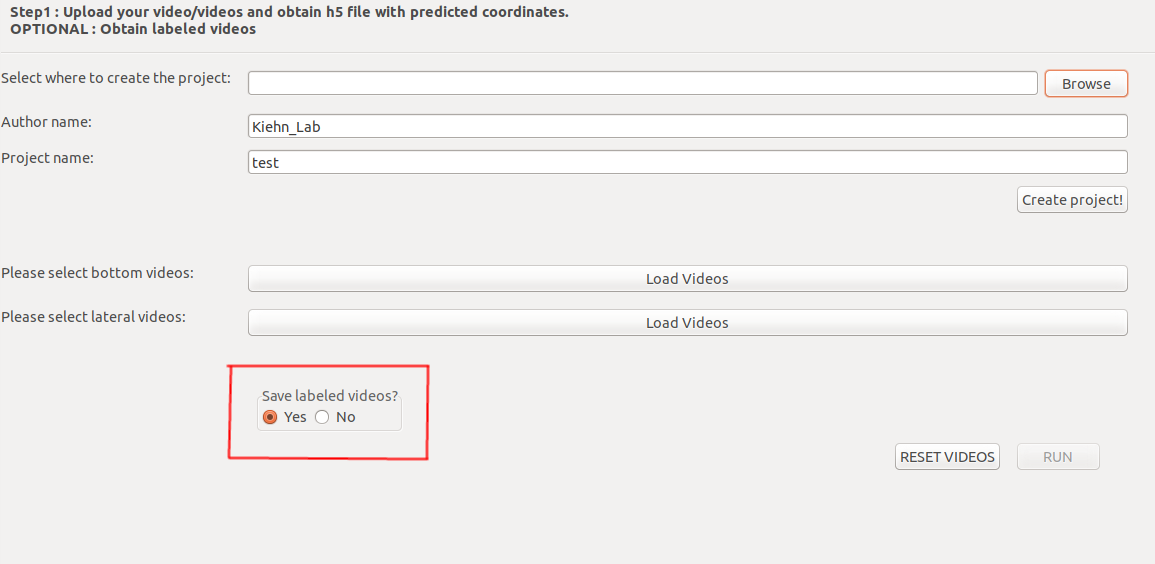 Step1 : Upload your video/videos and obtain h5 file with predicted coordinates.
OPTIONAL : Obtain labeled videos
Select where to create the project:
Browse
Author name:
Kiehn_Lab
Project name:
test
Create project!
Please select bottom videos:
Load Videos
Please select lateral videos:
Load Videos
Save labeled videos?
Yes No
RESET VIDEOS RUN